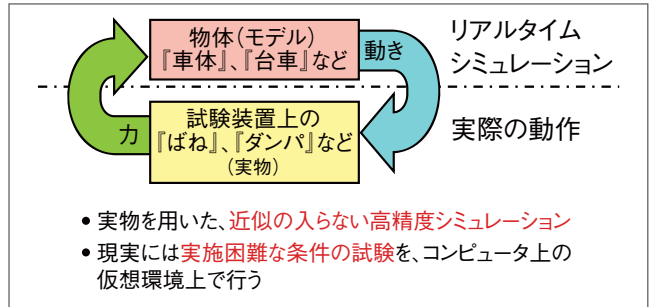 物体(モデル)
『車体』、『台車』など
動き
リアルタイム
シミュレーション
力
試験装置上の
『ばね』、『ダンパ』など
(実物)
実際の動作
• 実物を用いた、近似の入らない高精度シミュレーション
• 現実には実施困難な条件の試験を、コンピュータ上の
仮想環境上で行う